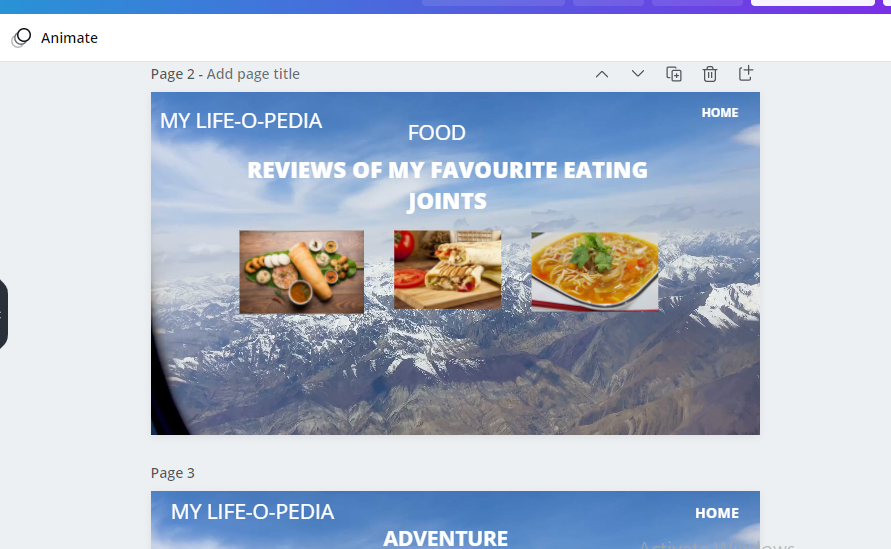 Animate
Page 2 - Add page title
MY LIFE-O-PEDIA
HOME
FOOD
REVIEWS OF MY FAVOURITE EATING
JOINTS
Page 3
MY LIFE-O-PEDIA
HOME
ADVENTURE